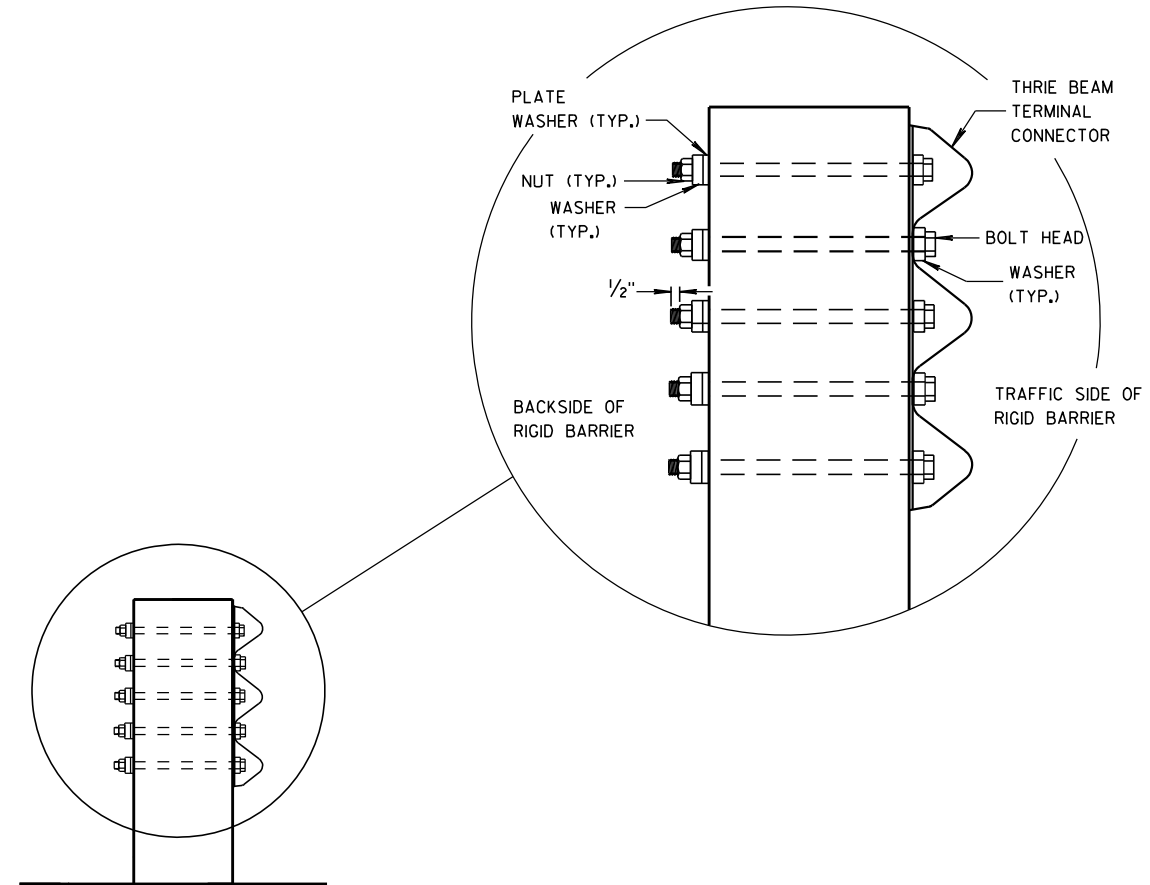 PLATE
WASHER (TYP.)
NUT (TYP.)
WASHER
(TYP.)
1/2"
BACKSIDE OF
RIGID BARRIER
THRIE BEAM
TERMINAL
CONNECTOR
BOLT HEAD
WASHER
(TYP.)
TRAFFIC SIDE OF
RIGID BARRIER